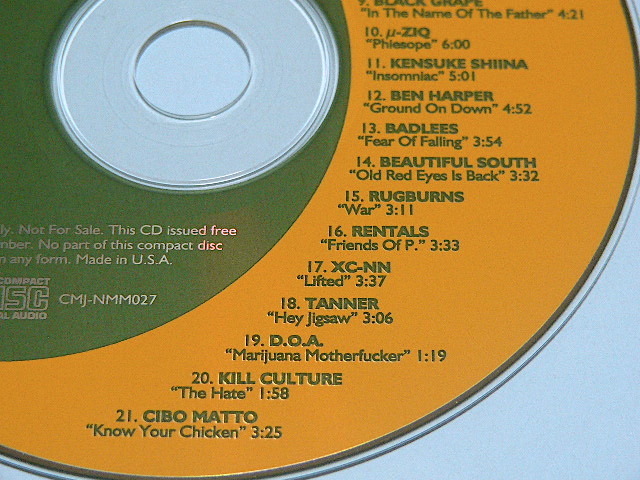 9. BLACK GRAPE
"In The Name Of The Father" 4:21
10. µ-ZIQ
"Phiesope" 6:00
11. KENSUKE SHIINA
"Insomniac" 5:01
12. BEN HARPER
"Ground On Down" 4:52
13. BADLEES
"Fear Of Falling" 3:54
14. BEAUTIFUL SOUTH
"Old Red Eyes Is Back" 3:32
15. RUGBURNS
"War" 3:11
16. RENTALS
"Friends Of P." 3:33
17. XC-NN
"Lifted" 3:37
18. TANNER
"Hey Jigsaw" 3:06
19. D.O.A.
"Marijuana Motherfucker" 1:19
20. KILL CULTURE
"The Hate" 1:58
21. CIBO MATTO
"Know Your Chicken" 3:25
ly. Not For Sale. This CD issued free
mber. No part of this compact disc
n any form. Made in U.S.A.
COMPACT
DISC
AL AUDIO
CMJ-NMM027